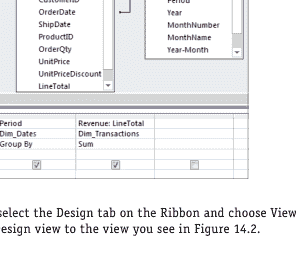 CustomerID
OrderDate
ShipDate
ProductID
OrderQty
UnitPrice
UnitPriceDiscount
LineTotal
Period
Year
MonthNumber
MonthName
Year-Month
Period Revenue: LineTotal
Dim_Dates Dim_Transactions
Group By Sum
select the Design tab on the Ribbon and choose View
esign view to the view you see in Figure 14.2.